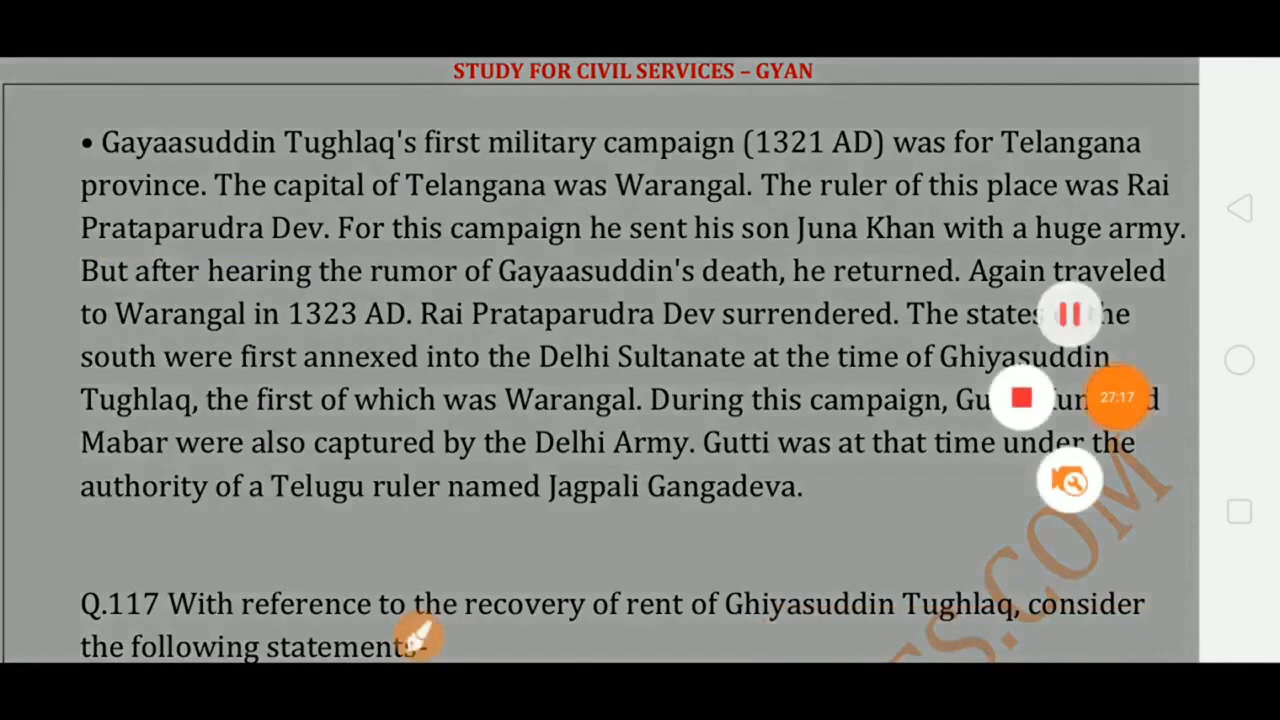 STUDY FOR CIVIL SERVICES – GYAN
• Gayaasuddin Tughlaq's first military campaign (1321 AD) was for Telangana
province. The capital of Telangana was Warangal. The ruler of this place was Rai
Prataparudra Dev. For this campaign he sent his son Juna Khan with a huge army.
But after hearing the rumor of Gayaasuddin's death, he returned. Again traveled
to Warangal in 1323 AD. Rai Prataparudra Dev surrendered. The states
south were first annexed into the Delhi Sultanate at the time of Ghiyasuddin
Tughlaq, the first of which was Warangal. During this campaign,
27:17
Mabar were also captured by the Delhi Army. Gutti was at that time under the
authority of a Telugu ruler named Jagpali Gangadeva.
Q.117 With reference to the recovery of rent of Ghiyasuddin Tughlaq, consider
the following statements-